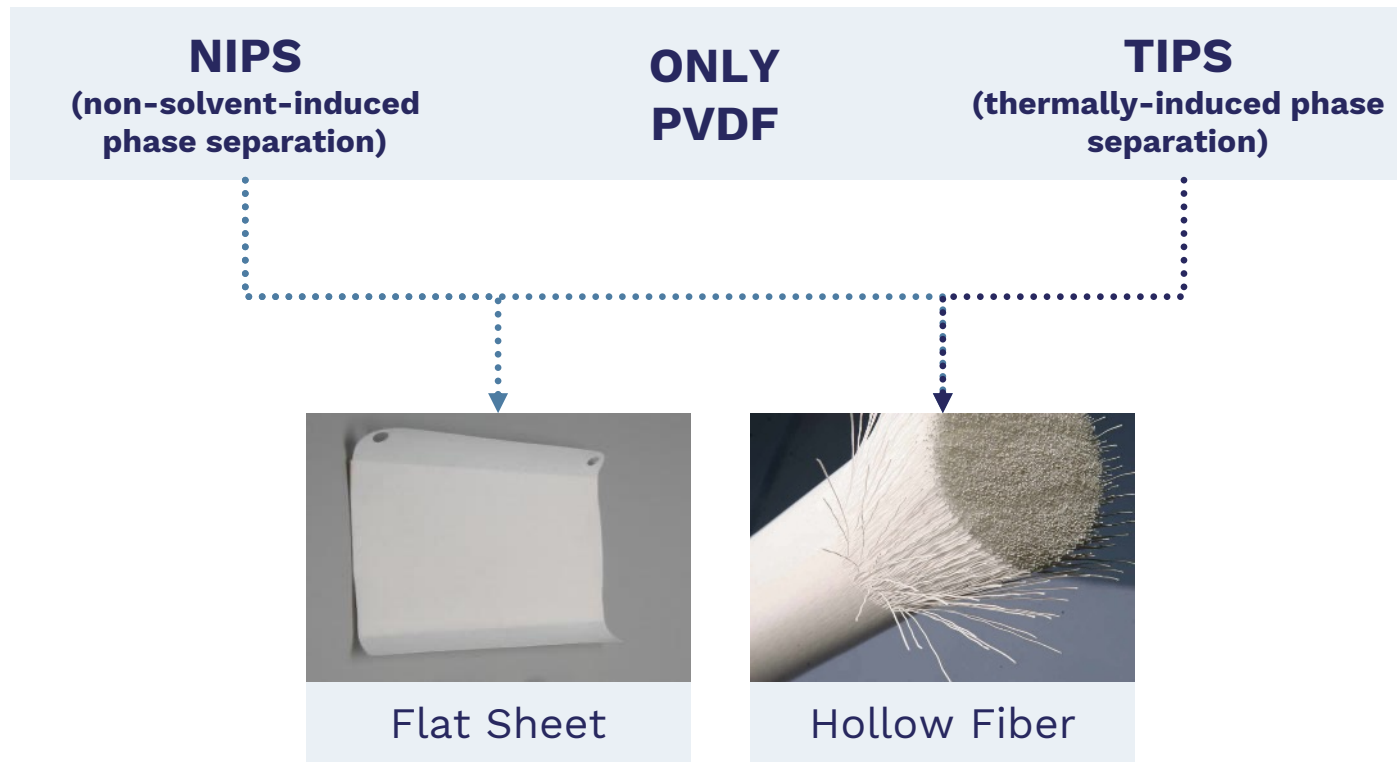 NIPS
(non-solvent-induced
phase separation)
ONLY
PVDF
TIPS
(thermally-induced phase
separation)
Flat Sheet
Hollow Fiber